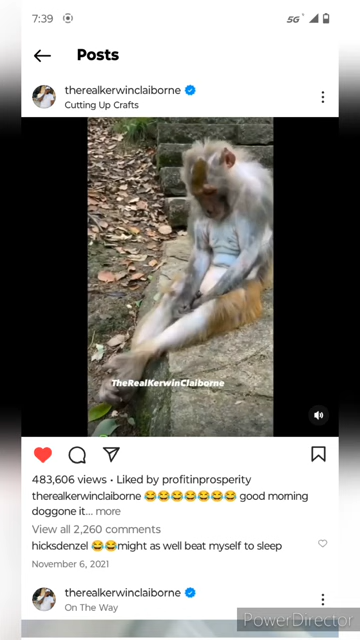 7:39
5G
Posts
therealkerwinclaiborne
Cutting Up Crafts
TheRealKerwinClaiborne
483,606 views • Liked by profitinprosperity
therealkerwinclaiborne 😂😂😂😂😂😂😂 good morning
doggone it... more
View all 2,260 comments
hicksdenzel 😂😂might as well beat myself to sleep
November 6, 2021
therealkerwinclaiborne
On The Way
PowerDirector